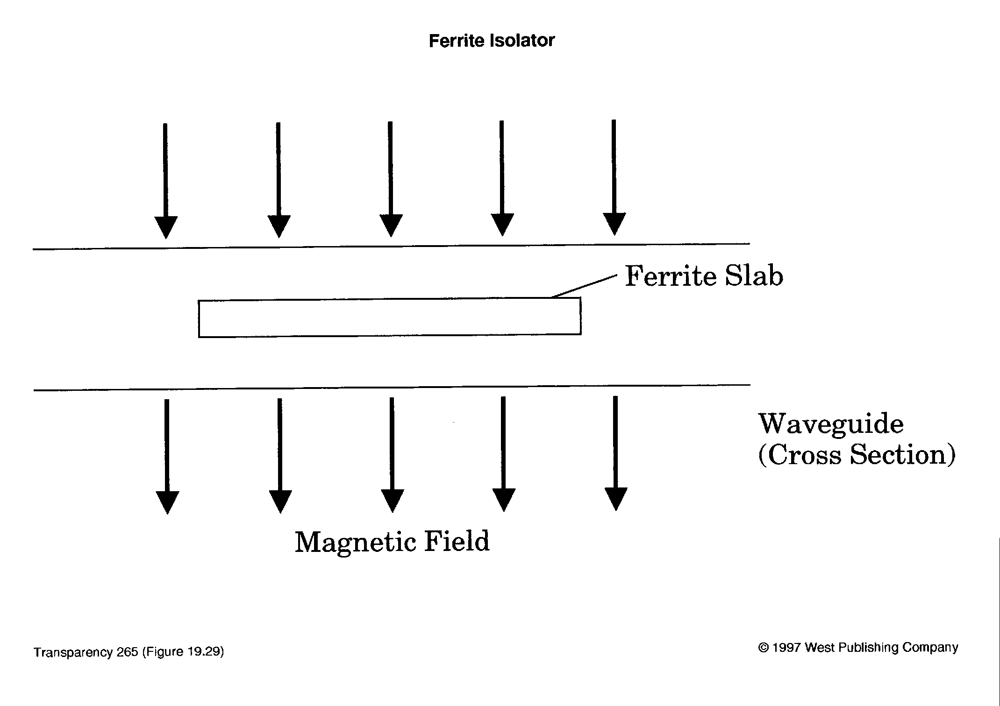 Ferrite Isolator
Ferrite Slab
Waveguide
(Cross Section)
Magnetic Field
Transparency 265 (Figure 19.29)
© 1997 West Publishing Company